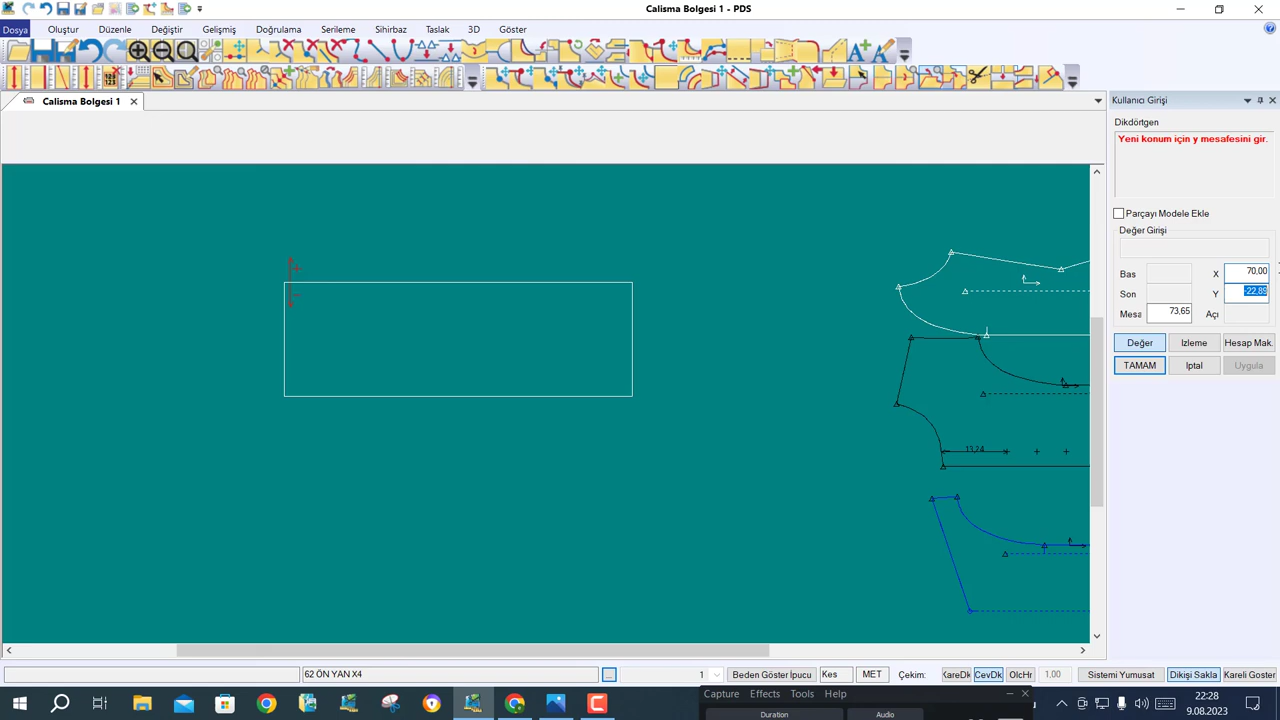 Calisma Bolgesi 1 - PDS
Dosya Oluştur Düzenle Değiştir Gelişmiş Doğrulama Serileme Sihirbaz Taslak 3D Göster
Calisma Bolgesi 1
Kullanıcı Girişi
Dikdörtgen
Yeni konum için y mesafesini gir.
Parçayı Modele Ekle
Değer Girişi
Bas X 70,00
Son Y -22,89
Mesa 73,65 Açı
Değer Izleme Hesap Mak.
TAMAM Iptal Uygula
13,24
62 ÖN YAN X4 ... 1 Beden Göster İpucu Kes MET Çekim: KareDk CevDk OlcHr 1.00 Sistemi Yumusat Dikişi Sakla Kareli Goster
Capture Effects Tools Help
Duration Audio
22:28
9.08.2023